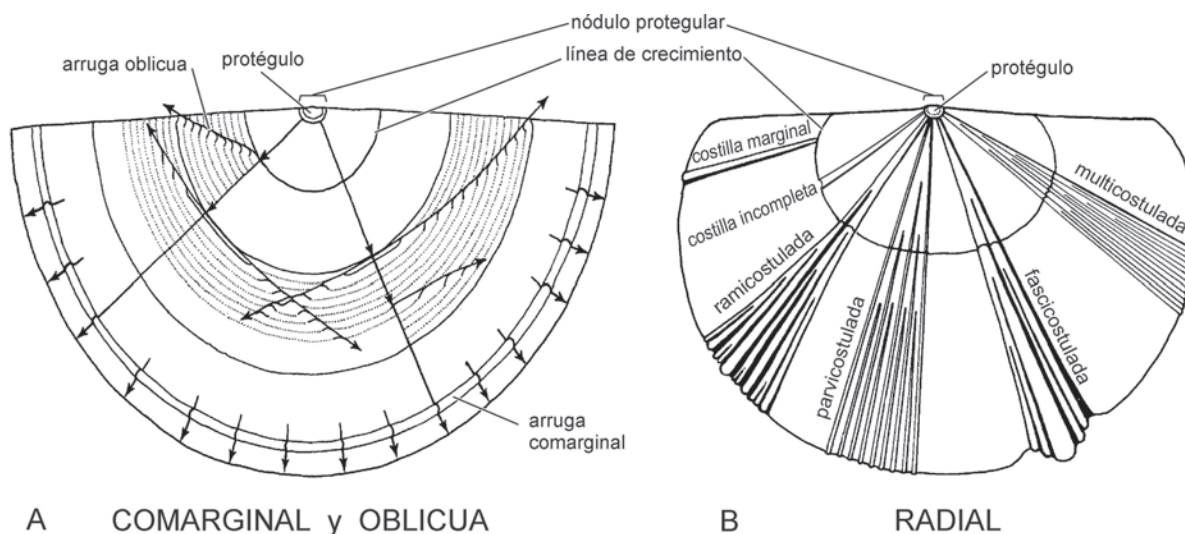 nódulo protegular
línea de crecimiento
protégulo
arruga oblicua
protégulo
arruga
comarginal
costilla marginal
costilla incompleta
ramicostulada
parvicostulada
fascicostulada
multicostulada
A COMARGINAL y OBLICUA
B RADIAL